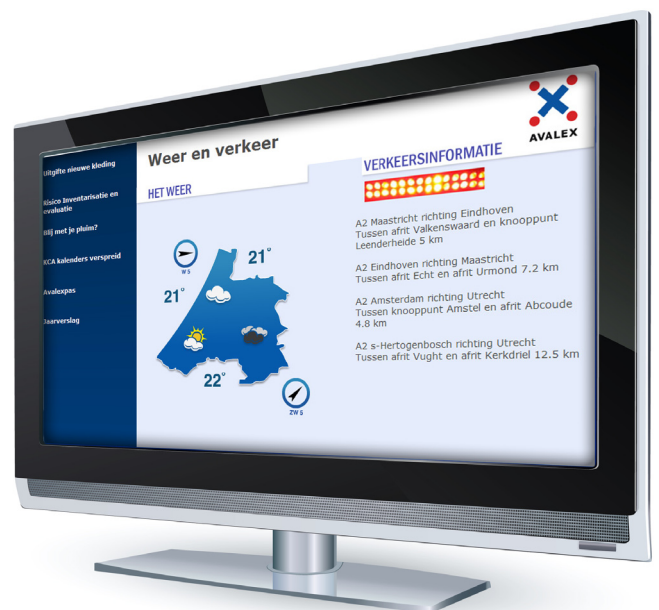 AVALEX
Weer en verkeer
Uitgifte nieuwe kleding
Risico Inventarisatie en
evaluatie
Blij met je pluim?
KCA kalenders verspreid
Avalexpas
Jaarverslag
HET WEER
W 5
21°
21°
22°
ZW 5
VERKEERSINFORMATIE
A2 Maastricht richting Eindhoven
Tussen afrit Valkenswaard en knooppunt
Leenderheide 5 km
A2 Eindhoven richting Maastricht
Tussen afrit Echt en afrit Urmond 7.2 km
A2 Amsterdam richting Utrecht
Tussen knooppunt Amstel en afrit Abcoude
4.8 km
A2 s-Hertogenbosch richting Utrecht
Tussen afrit Vught en afrit Kerkdriel 12.5 km